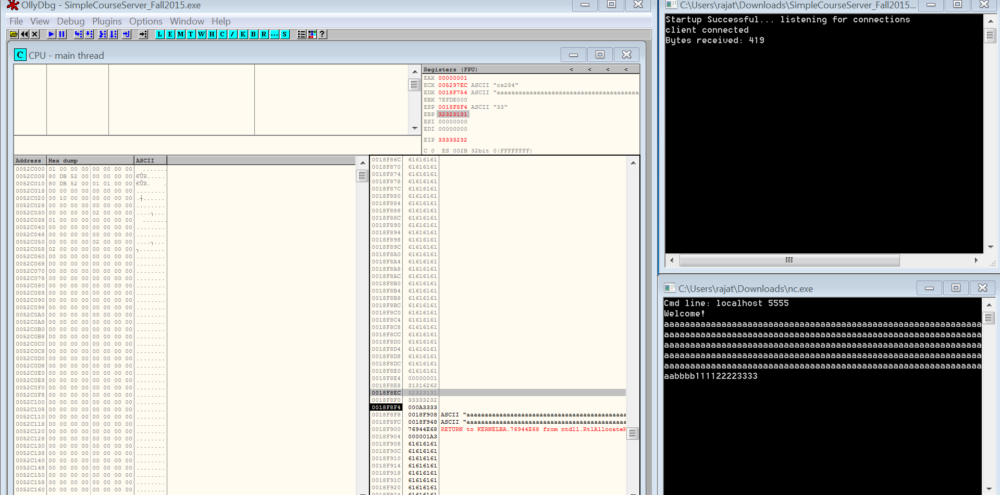 OllyDbg - SimpleCourseServer_Fall2015.exe
File View Debug Plugins Options Window Help
L E M T W H C / K B R ... S ?
C CPU - main thread
Registers (FPU) < < < <
EAX 00000001
ECX 005297EC ASCII "cs284"
EDX 0018F754 ASCII "aaaaaaaaaaaaaaaaaaaaaaaaaaaaaaaaaaaaaaa
EBX 7EFDE000
ESP 0018F8F4 ASCII "33"
EBP 32323131
ESI 00000000
EDI 00000000
EIP 33333232
C 0 ES 002B 32bit 0(FFFFFFFF)
Address Hex dump ASCII
0052C000 01 00 00 00 00 00 00 00 .......
0052C008 80 DB 52 00 00 00 00 00 €ÛR.....
0052C010 80 DB 52 00 01 01 00 00 €ÛR. .
0052C018 00 00 00 00 00 00 00 00 ........
0052C020 00 10 00 00 00 00 00 00 .┼......
0052C028 00 00 00 00 00 00 00 00 ........
0052C030 00 00 00 00 02 00 00 00 ....┐...
0052C038 01 00 00 00 00 00 00 00 .......
0052C040 00 00 00 00 00 00 00 00 ........
0052C048 00 00 00 00 00 00 00 00 ........
0052C050 00 00 00 00 02 00 00 00 ....┐...
0052C058 02 00 00 00 00 00 00 00 ┐.......
0052C060 00 00 00 00 00 00 00 00 ........
0052C068 00 00 00 00 00 00 00 00 ........
0052C070 00 00 00 00 00 00 00 00 ........
0052C078 00 00 00 00 00 00 00 00 ........
0052C080 00 00 00 00 00 00 00 00 ........
0052C088 00 00 00 00 00 00 00 00 ........
0052C090 00 00 00 00 00 00 00 00 ........
0052C098 00 00 00 00 00 00 00 00 ........
0052C0A0 00 00 00 00 00 00 00 00 ........
0052C0A8 00 00 00 00 00 00 00 00 ........
0052C0B0 00 00 00 00 00 00 00 00 ........
0052C0B8 00 00 00 00 00 00 00 00 ........
0052C0C0 00 00 00 00 00 00 00 00 ........
0052C0C8 00 00 00 00 00 00 00 00 ........
0052C0D0 00 00 00 00 00 00 00 00 ........
0052C0D8 00 00 00 00 00 00 00 00 ........
0052C0E0 00 00 00 00 00 00 00 00 ........
0052C0E8 00 00 00 00 00 00 00 00 ........
0052C0F0 00 00 00 00 00 00 00 00 ........
0052C0F8 00 00 00 00 00 00 00 00 ........
0052C100 00 00 00 00 00 00 00 00 ........
0052C108 00 00 00 00 00 00 00 00 ........
0052C110 00 00 00 00 00 00 00 00 ........
0052C118 00 00 00 00 00 00 00 00 ........
0052C120 00 00 00 00 00 00 00 00 ........
0052C128 00 00 00 00 00 00 00 00 ........
0052C130 00 00 00 00 00 00 00 00 ........
0052C138 00 00 00 00 00 00 00 00 ........
0052C140 00 00 00 00 00 00 00 00 ........
0052C148 00 00 00 00 00 00 00 00 ........
0052C150 00 00 00 00 00 00 00 00 ........
0052C158 00 00 00 00 00 00 00 00 ........
0052C160 00 00 00 00 00 00 00 00 ........
0018F86C 61616161
0018F870 61616161
0018F874 61616161
0018F878 61616161
0018F87C 61616161
0018F880 61616161
0018F884 61616161
0018F888 61616161
0018F88C 61616161
0018F890 61616161
0018F894 61616161
0018F898 61616161
0018F89C 61616161
0018F8A0 61616161
0018F8A4 61616161
0018F8A8 61616161
0018F8AC 61616161
0018F8B0 61616161
0018F8B4 61616161
0018F8B8 61616161
0018F8BC 61616161
0018F8C0 61616161
0018F8C4 61616161
0018F8C8 61616161
0018F8CC 61616161
0018F8D0 61616161
0018F8D4 61616161
0018F8D8 61616161
0018F8DC 61616161
0018F8E0 61616161
0018F8E4 00000001
0018F8E8 31316262
0018F8EC 32323131
0018F8F0 33333232
0018F8F4 000A3333
0018F8F8 0018F908 ASCII "aaaaaaaaaaaaaaaaaaaaaaaaaaaaaaaaaaaaaaaaaaaa
0018F8FC 0018F948 ASCII "aaaaaaaaaaaaaaaaaaaaaaaaaaaaaaaaaaaaaaaaaaaa
0018F900 76944E68 RETURN to KERNELBA.76944E68 from ntdll.RtlAllocateH
0018F904 000001A3
0018F908 61616161
0018F90C 61616161
0018F910 61616161
0018F914 61616161
0018F918 61616161
0018F91C 61616161
0018F920 61616161
C:\Users\rajat\Downloads\SimpleCourseServer_Fall2015...
Startup Successful... listening for connections
client connected
Bytes received: 419
C:\Users\rajat\Downloads\nc.exe
Cmd line: localhost 5555
Welcome!
aaaaaaaaaaaaaaaaaaaaaaaaaaaaaaaaaaaaaaaaaaaaaaaaaaaaaaaaaaaaa
aaaaaaaaaaaaaaaaaaaaaaaaaaaaaaaaaaaaaaaaaaaaaaaaaaaaaaaaaaaaa
aaaaaaaaaaaaaaaaaaaaaaaaaaaaaaaaaaaaaaaaaaaaaaaaaaaaaaaaaaaaa
aaaaaaaaaaaaaaaaaaaaaaaaaaaaaaaaaaaaaaaaaaaaaaaaaaaaaaaaaaaaa
aaaaaaaaaaaaaaaaaaaaaaaaaaaaaaaaaaaaaaaaaaaaaaaaaaaaaaaaaaaaa
aabbbb111122223333